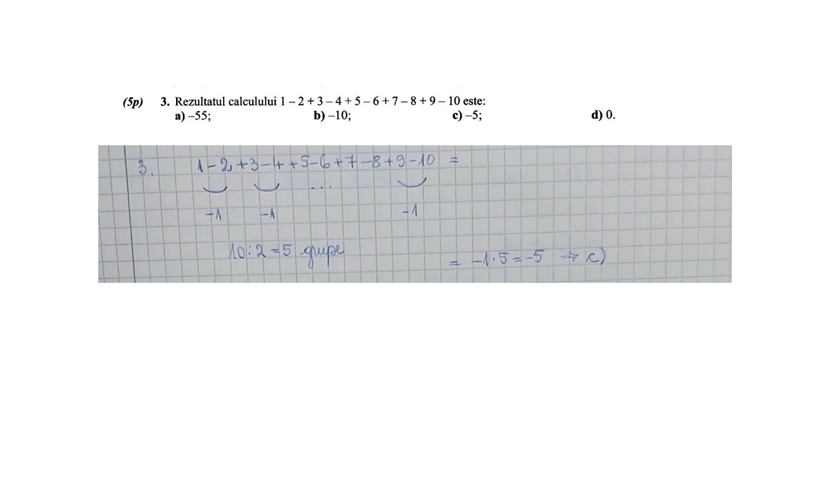 (5p) 3. Rezultatul calculului 1 – 2 + 3 – 4 + 5 – 6 + 7 – 8 + 9 – 10 este:
a) –55; b) –10; c) –5; d) 0.
3. 1-2+3-4+5-6+7-8+9-10 =
...
-1 -1 -1
10:2=5 grupe
= -1·5=-5 → c)